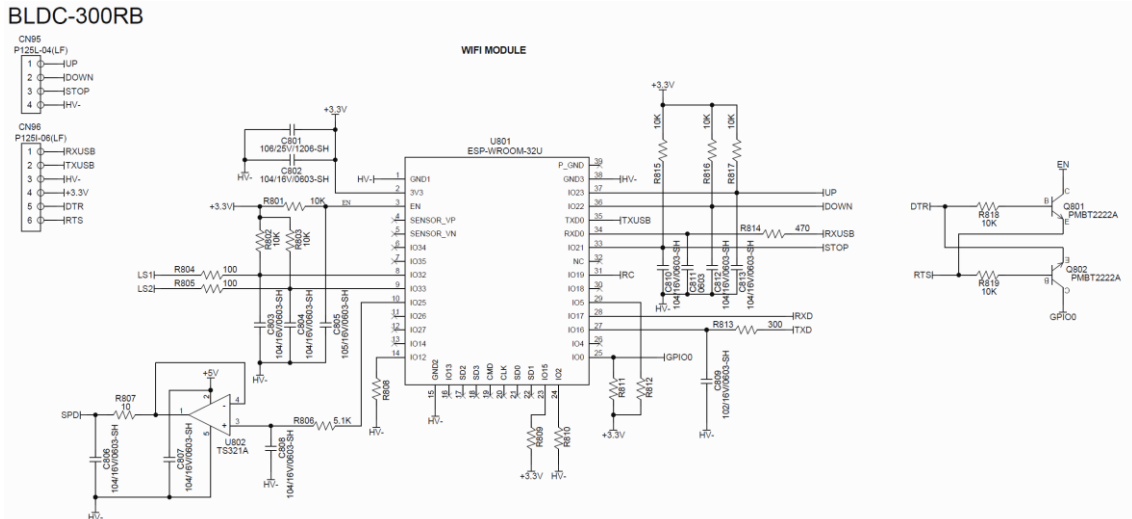 BLDC-300RB
CN95
P125L-04(LF)
1 UP
2 DOWN
3 STOP
4 HV-
CN96
P125I-06(LF)
1 RXUSB
2 TXUSB
3 HV-
4 +3.3V
5 DTR
6 RTS
WIFI MODULE
+3.3V
C801
106/25V/1206-SH
C802
104/16V/0603-SH
HV-
+3.3V
R801
10K
EN
R802
10K
R803
10K
LS1
R804
100
LS2
R805
100
C803
104/16V/0603-SH
C804
104/16V/0603-SH
C805
105/16V/0603-SH
HV-
U801
ESP-WROOM-32U
HV-
1 GND1
2 3V3
3 EN
4 SENSOR_VP
5 SENSOR_VN
6 IO34
7 IO35
8 IO32
9 IO33
10 IO25
11 IO26
12 IO27
13 IO14
14 IO12
GND2 15
IO13 16
SD2 17
SD3 18
CMD 19
CLK 20
SD0 21
SD1 22
IO15 23
IO2 24
P_GND 39
GND3 38
IO23 37
IO22 36
TXD0 35
RXD0 34
IO21 33
NC 32
IO19 31
IO18 30
IO5 29
IO17 28
IO16 27
IO4 26
IO0 25
HV-
UP
DOWN
TXUSB
R814
470
RXUSB
STOP
IRC
RXD
R813
300
TXD
GPIO0
+3.3V
10K
R815
10K
R816
10K
R817
C810
104/16V/0603-SH
C811
0603
C812
104/16V/0603-SH
C813
104/16V/0603-SH
HV-
C809
102/16V/0603-SH
HV-
R811
R812
+3.3V
R808
HV-
HV-
R809
+3.3V
R810
HV-
+5V
SPD
R807
10
1
2
4
-
3
+
5
U802
TS321A
R806
5.1K
C806
104/16V/0603-SH
C807
104/16V/0603-SH
C808
104/16V/0603-SH
HV-
HV-
EN
DTR
R818
10K
B
C
E
Q801
PMBT2222A
RTS
R819
10K
B
E
C
Q802
PMBT2222A
GPIO0